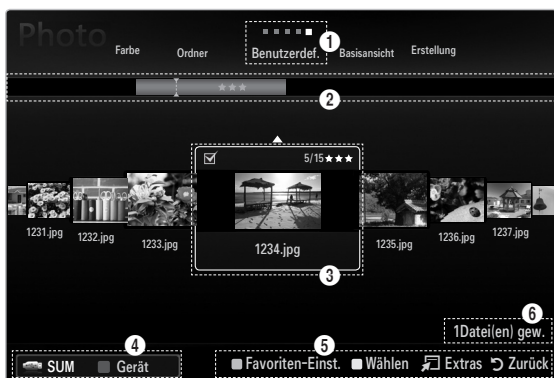 Photo
Farbe Ordner Benutzerdef. Basisansicht Erstellung
1
★★★
2
5/15★★★
1231.jpg 1232.jpg 1233.jpg 1234.jpg 1235.jpg 1236.jpg 1237.jpg
3
6
1Datei(en) gew.
4 5
SUM Gerät Favoriten-Einst. Wählen Extras Zurück